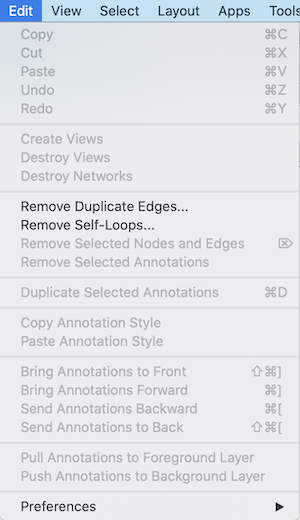 Edit View Select Layout Apps Tools
Copy ⌘C
Cut ⌘X
Paste ⌘V
Undo ⌘Z
Redo ⌘Y
Create Views
Destroy Views
Destroy Networks
Remove Duplicate Edges...
Remove Self-Loops...
Remove Selected Nodes and Edges ⌦
Remove Selected Annotations
Duplicate Selected Annotations ⌘D
Copy Annotation Style
Paste Annotation Style
Bring Annotations to Front ⇧⌘]
Bring Annotations Forward ⌘]
Send Annotations Backward ⌘[
Send Annotations to Back ⇧⌘[
Pull Annotations to Foreground Layer
Push Annotations to Background Layer
Preferences ▶